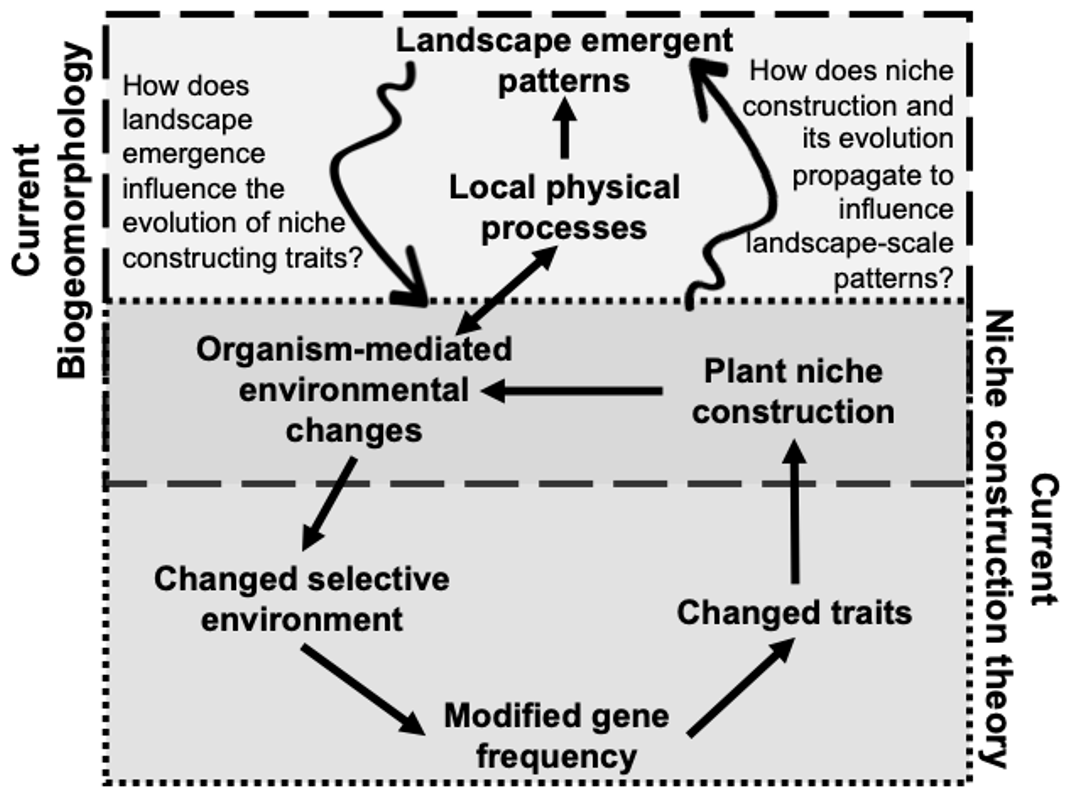 Current
Biogeomorphology
Landscape emergent
patterns
How does
landscape
emergence
influence the
evolution of niche
constructing traits?
How does niche
construction and
its evolution
propagate to
influence
landscape-scale
patterns?
Local physical
processes
Organism-mediated
environmental
changes
Plant niche
construction
Changed selective
environment
Changed traits
Modified gene
frequency
Current
Niche construction theory